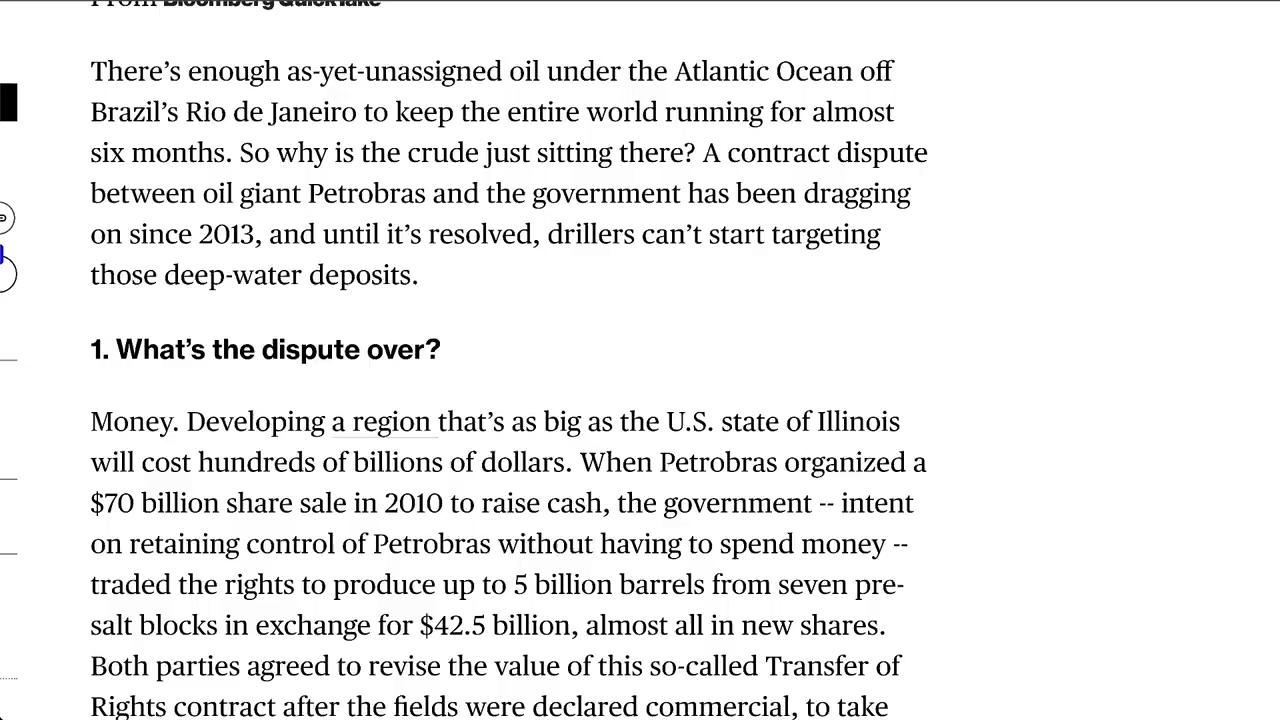 From Bloomberg QuickTake
There’s enough as-yet-unassigned oil under the Atlantic Ocean off
Brazil’s Rio de Janeiro to keep the entire world running for almost
six months. So why is the crude just sitting there? A contract dispute
between oil giant Petrobras and the government has been dragging
on since 2013, and until it’s resolved, drillers can’t start targeting
those deep-water deposits.
1. What’s the dispute over?
Money. Developing a region that’s as big as the U.S. state of Illinois
will cost hundreds of billions of dollars. When Petrobras organized a
$70 billion share sale in 2010 to raise cash, the government -- intent
on retaining control of Petrobras without having to spend money --
traded the rights to produce up to 5 billion barrels from seven pre-
salt blocks in exchange for $42.5 billion, almost all in new shares.
Both parties agreed to revise the value of this so-called Transfer of
Rights contract after the fields were declared commercial, to take